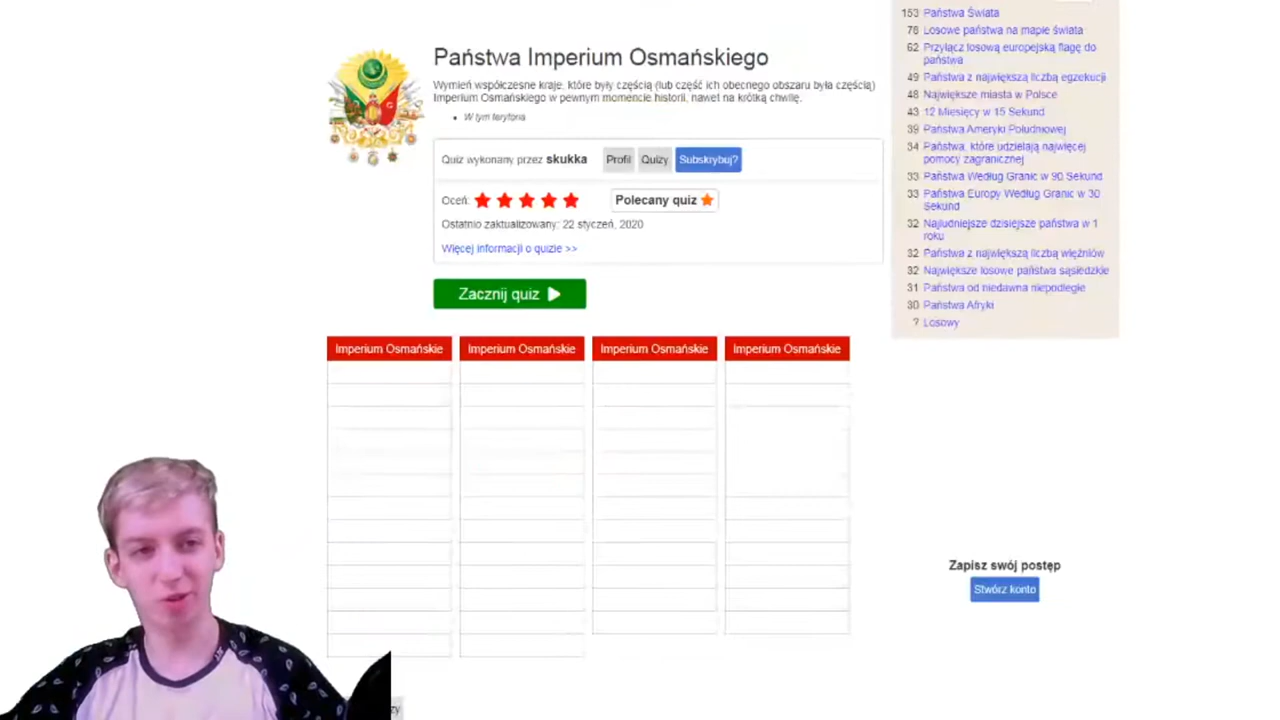 Państwa Imperium Osmańskiego
Wymień współczesne kraje, które były częścią (lub część ich obecnego obszaru była częścią)
Imperium Osmańskiego w pewnym momencie historii, nawet na krótką chwilę.
W tym terytoria
Quiz wykonany przez skukka Profil Quizy Subskrybuj?
Oceń: Polecany quiz
Ostatnio zaktualizowany: 22 styczeń, 2020
Więcej informacji o quizie >>
Zacznij quiz
Imperium Osmańskie Imperium Osmańskie Imperium Osmańskie Imperium Osmańskie
153 Państwa Świata
76 Losowe państwa na mapie świata
62 Przyłącz losową europejską flagę do
państwa
49 Państwa z największą liczbą egzekucji
48 Największe miasta w Polsce
43 12 Miesięcy w 15 Sekund
39 Państwa Ameryki Południowej
34 Państwa, które udzielają najwięcej
pomocy zagranicznej
33 Państwa Według Granic w 90 Sekund
33 Państwa Europy Według Granic w 30
Sekund
32 Najludniejsze dzisiejsze państwa w 1
roku
32 Państwa z największą liczbą więźniów
32 Największe losowe państwa sąsiedzkie
31 Państwa od niedawna niepodległe
30 Państwa Afryki
? Losowy
Zapisz swój postęp
Stwórz konto